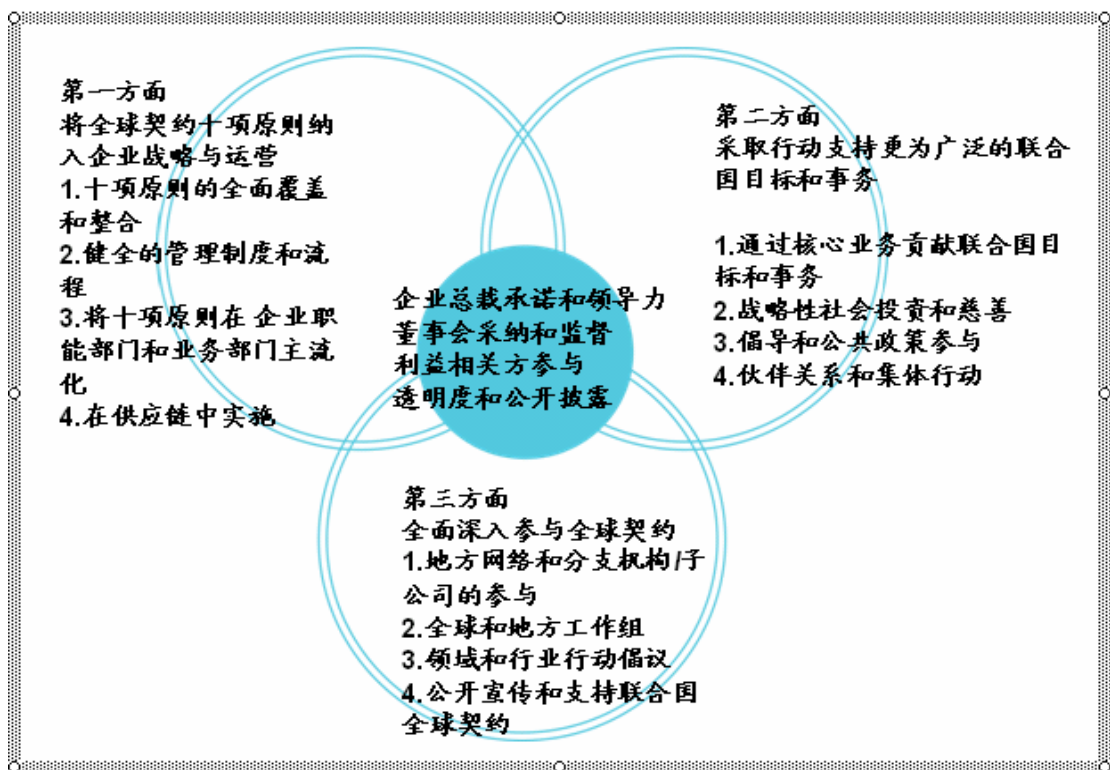 第一方面
将全球契约十项原则纳
入企业战略与运营
1.十项原则的全面覆盖
和整合
2.健全的管理制度和流
程
3.将十项原则在企业职
能部门和业务部门主流
化
4.在供应链中实施
第二方面
采取行动支持更为广泛的联合
国目标和事务
1.通过核心业务贡献联合国目
标和事务
2.战略性社会投资和慈善
3.倡导和公共政策参与
4.伙伴关系和集体行动
企业总裁承诺和领导力
董事会采纳和监督
利益相关方参与
透明度和公开披露
第三方面
全面深入参与全球契约
1.地方网络和分支机构/子
公司的参与
2.全球和地方工作组
3.领域和行业行动倡议
4.公开宣传和支持联合国
全球契约